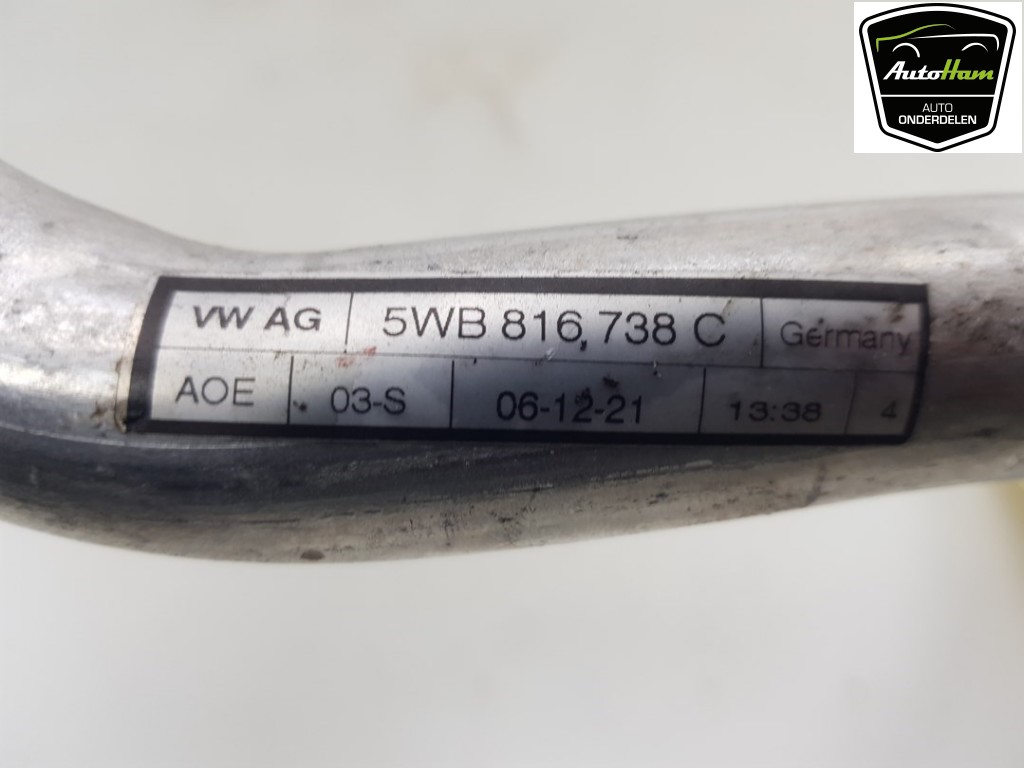 AutoHam
AUTO
ONDERDELEN
VW AG 5WB 816 738 C Germany
AOE 03-S 06-12-21 13:38 4